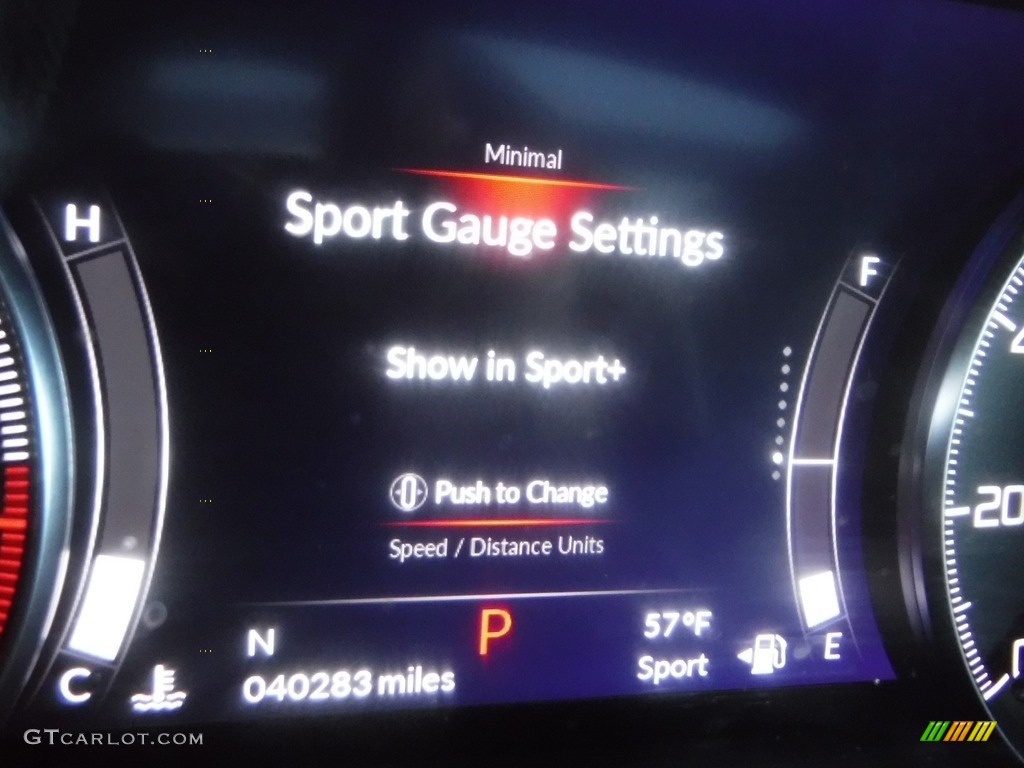 Minimal
Sport Gauge Settings
H
F
Show in Sport+
Push to Change
20
Speed / Distance Units
N
P
57°F
E
C
040283 miles
Sport
GTCARLOT.COM